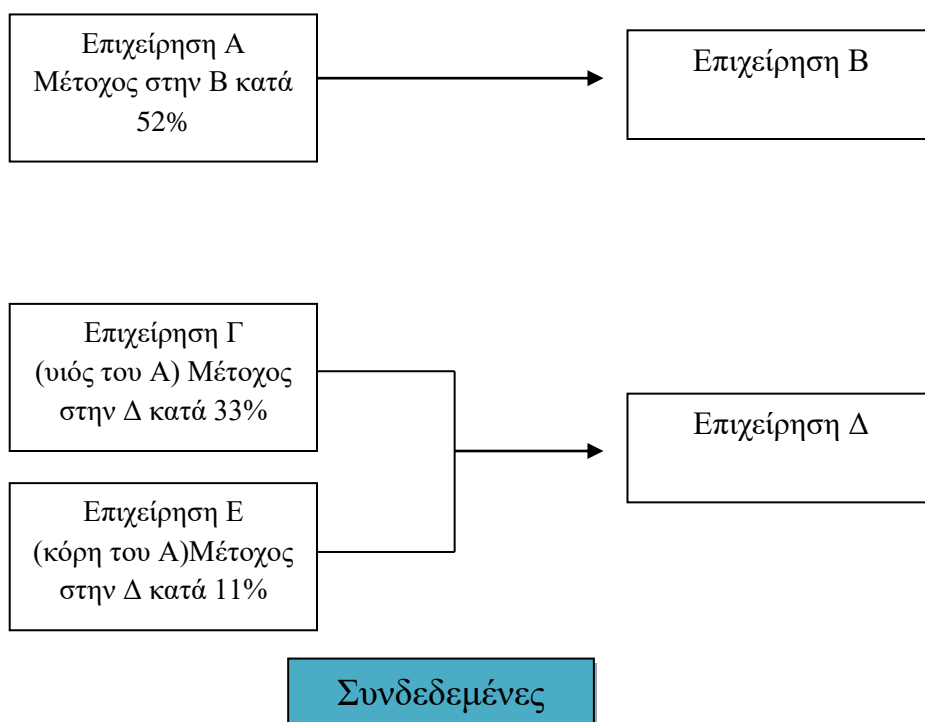 Επιχείρηση Α
Μέτοχος στην Β κατά
52%
Επιχείρηση Β
Επιχείρηση Γ
(υιός του Α) Μέτοχος
στην Δ κατά 33%
Επιχείρηση Δ
Επιχείρηση Ε
(κόρη του Α)Μέτοχος
στην Δ κατά 11%
Συνδεδεμένες